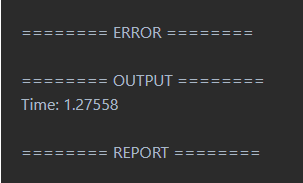 ======== ERROR ========
======== OUTPUT ========
Time: 1.27558
======== REPORT ========